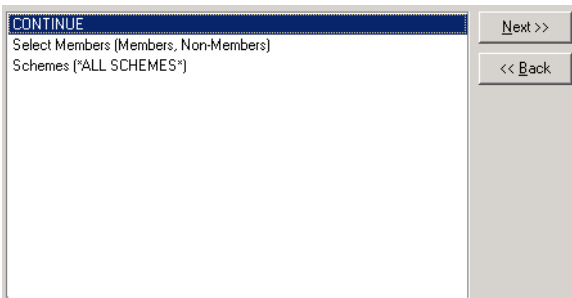 CONTINUE
Select Members (Members, Non-Members)
Schemes (*ALL SCHEMES*)
Next >>
<< Back